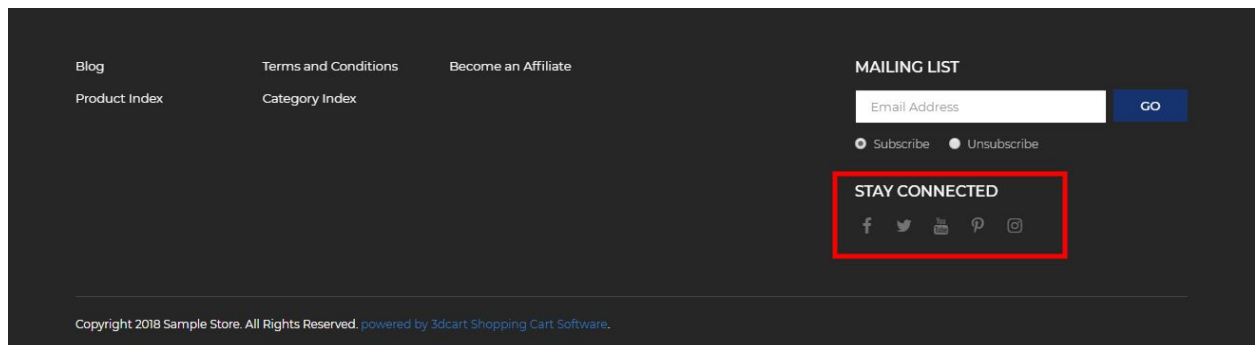 Blog
Terms and Conditions
Become an Affiliate
Product Index
Category Index
MAILING LIST
Email Address
GO
Subscribe
Unsubscribe
STAY CONNECTED
Copyright 2018 Sample Store. All Rights Reserved. powered by 3dcart Shopping Cart Software.